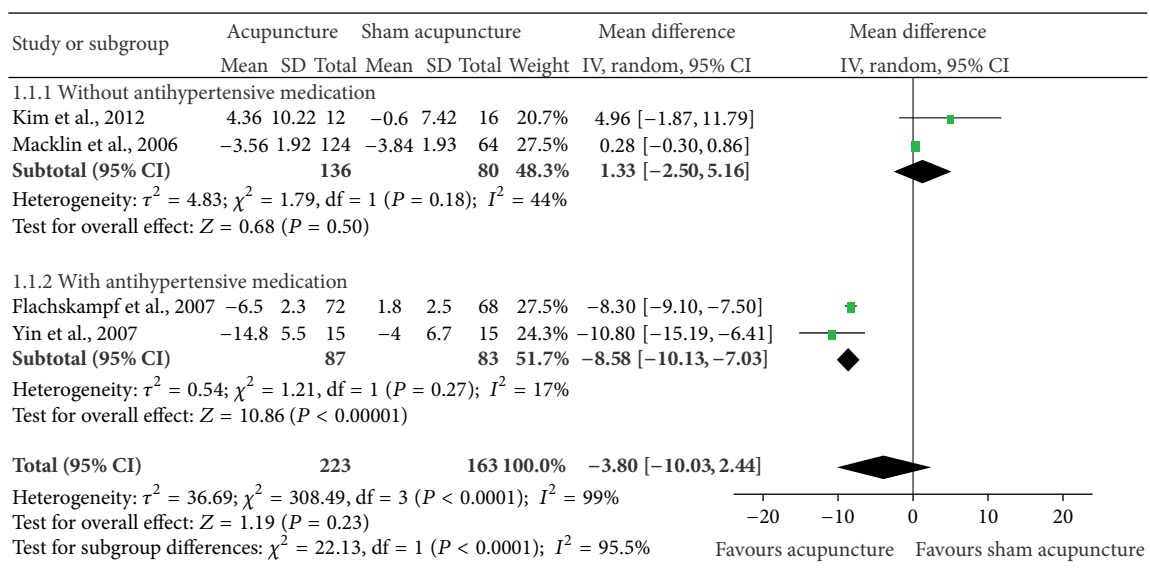 Study or subgroup Acupuncture Sham acupuncture Mean difference Mean difference
Mean SD Total Mean SD Total Weight IV, random, 95% CI IV, random, 95% CI
1.1.1 Without antihypertensive medication
Kim et al., 2012 4.36 10.22 12 −0.6 7.42 16 20.7% 4.96 [−1.87, 11.79]
Macklin et al., 2006 −3.56 1.92 124 −3.84 1.93 64 27.5% 0.28 [−0.30, 0.86]
Subtotal (95% CI) 136 80 48.3% 1.33 [−2.50, 5.16]
Heterogeneity: τ² = 4.83; χ² = 1.79, df = 1 (P = 0.18); I² = 44%
Test for overall effect: Z = 0.68 (P = 0.50)
1.1.2 With antihypertensive medication
Flachskampf et al., 2007 −6.5 2.3 72 1.8 2.5 68 27.5% −8.30 [−9.10, −7.50]
Yin et al., 2007 −14.8 5.5 15 −4 6.7 15 24.3% −10.80 [−15.19, −6.41]
Subtotal (95% CI) 87 83 51.7% −8.58 [−10.13, −7.03]
Heterogeneity: τ² = 0.54; χ² = 1.21, df = 1 (P = 0.27); I² = 17%
Test for overall effect: Z = 10.86 (P < 0.00001)
Total (95% CI) 223 163 100.0% −3.80 [−10.03, 2.44]
Heterogeneity: τ² = 36.69; χ² = 308.49, df = 3 (P < 0.0001); I² = 99%
Test for overall effect: Z = 1.19 (P = 0.23)
Test for subgroup differences: χ² = 22.13, df = 1 (P < 0.0001); I² = 95.5%
−20 −10 0 10 20
Favours acupuncture Favours sham acupuncture